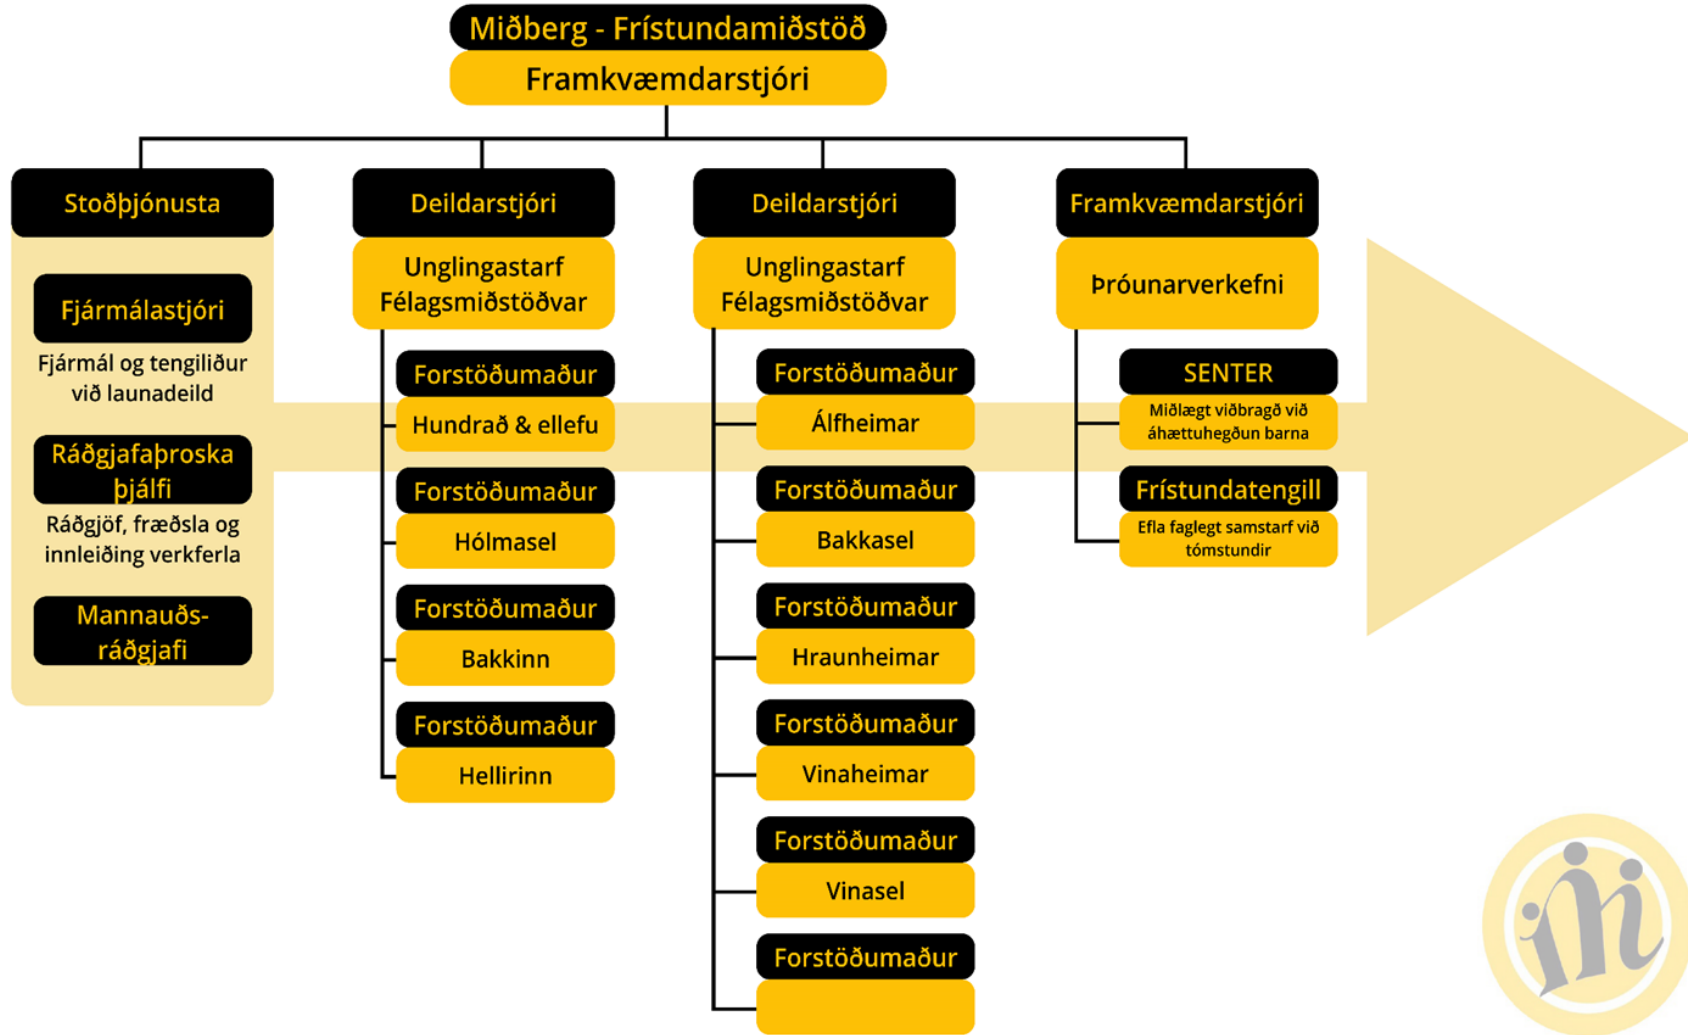 Miðberg - Frístundamiðstöð
Framkvæmdarstjóri
Stoðþjónusta
Fjármálastjóri
Fjármál og tengiliður
við launadeild
Ráðgjafaþroska
þjálfi
Ráðgjöf, fræðsla og
innleiðing verkferla
Mannauðs-
ráðgjafi
Deildarstjóri
Unglingastarf
Félagsmiðstöðvar
Forstöðumaður
Hundrað & ellefu
Forstöðumaður
Hólmasel
Forstöðumaður
Bakkinn
Forstöðumaður
Hellirinn
Deildarstjóri
Unglingastarf
Félagsmiðstöðvar
Forstöðumaður
Álfheimar
Forstöðumaður
Bakkasel
Forstöðumaður
Hraunheimar
Forstöðumaður
Vinaheimar
Forstöðumaður
Vinasel
Forstöðumaður
Framkvæmdarstjóri
Þróunarverkefni
SENTER
Miðlægt viðbragð við
áhættuhegðun barna
Frístundatengill
Efla faglegt samstarf við
tómstundir